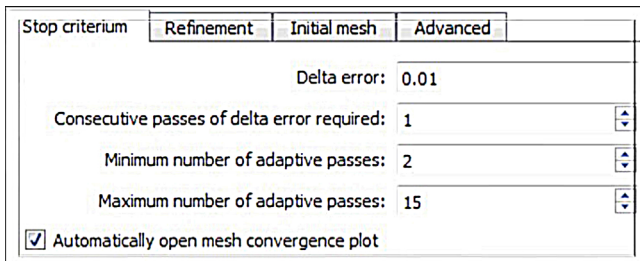 Stop criterium Refinement Initial mesh Advanced
Delta error: 0.01
Consecutive passes of delta error required: 1
Minimum number of adaptive passes: 2
Maximum number of adaptive passes: 15
Automatically open mesh convergence plot